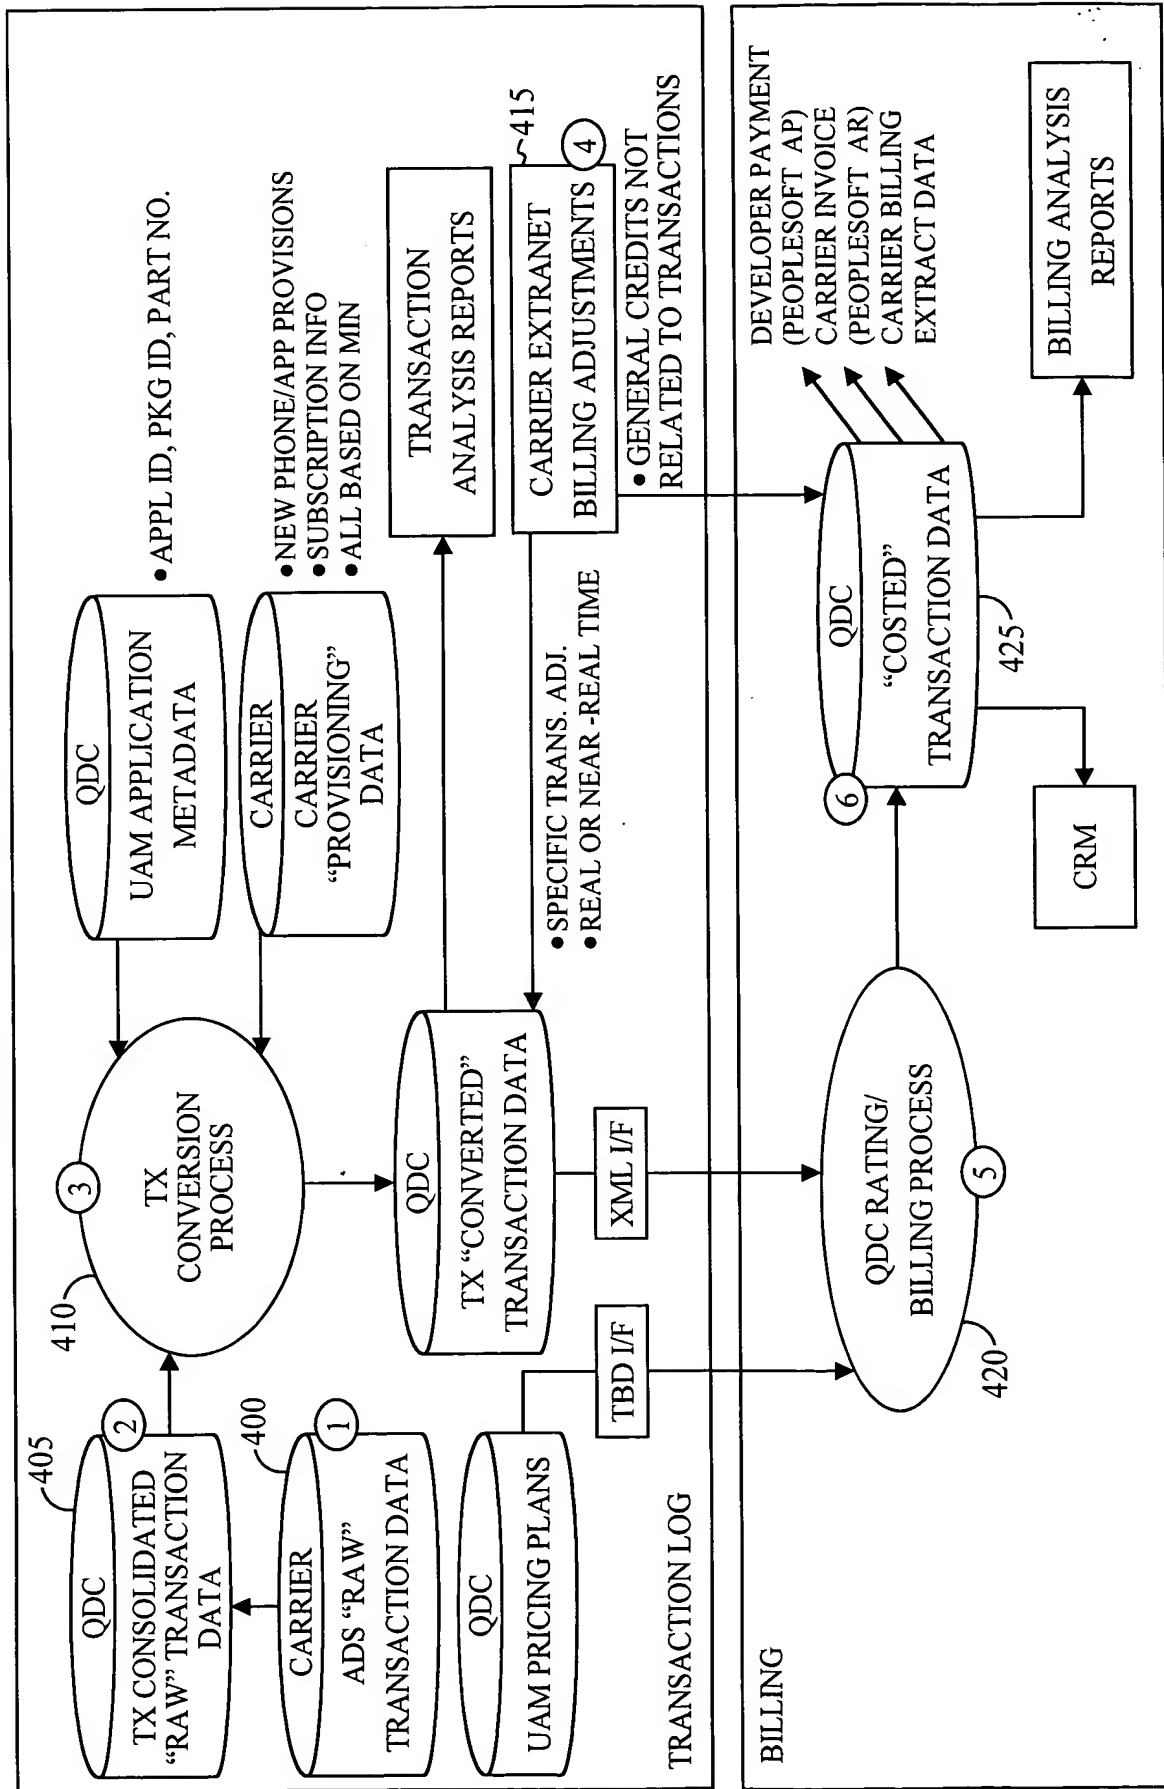 405
QDC
2
TX CONSOLIDATED
“RAW” TRANSACTION
DATA
400
CARRIER
1
ADS “RAW”
TRANSACTION DATA
QDC
UAM PRICING PLANS
TRANSACTION LOG
410
3
TX
CONVERSION
PROCESS
QDC
TX “CONVERTED”
TRANSACTION DATA
TBD I/F
XML I/F
QDC
UAM APPLICATION
METADATA
• APPL ID, PKG ID, PART NO.
CARRIER
CARRIER
“PROVISIONING”
DATA
• NEW PHONE/APP PROVISIONS
• SUBSCRIPTION INFO
• ALL BASED ON MIN
TRANSACTION
ANALYSIS REPORTS
415
CARRIER EXTRANET
BILLING ADJUSTMENTS
4
• GENERAL CREDITS NOT
RELATED TO TRANSACTIONS
• SPECIFIC TRANS. ADJ.
• REAL OR NEAR-REAL TIME
BILLING
QDC RATING/
BILLING PROCESS
5
420
6
QDC
“COSTED”
TRANSACTION DATA
425
CRM
DEVELOPER PAYMENT
(PEOPLESOFT AP)
CARRIER INVOICE
(PEOPLESOFT AR)
CARRIER BILLING
EXTRACT DATA
BILLING ANALYSIS
REPORTS